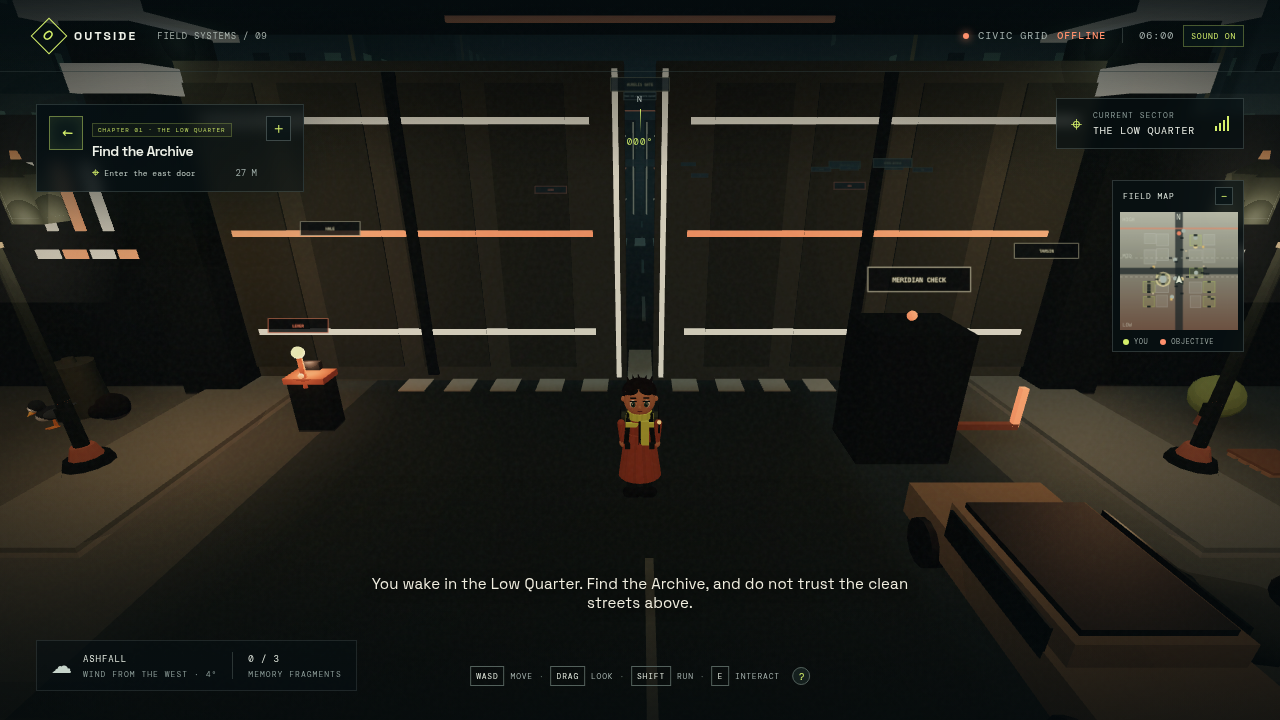 OUTSIDE
FIELD SYSTEMS / 09
CIVIC GRID OFFLINE
06:00
SOUND ON
CHAPTER 01 · THE LOW QUARTER
Find the Archive
Enter the east door
27 M
N
000°
CURRENT SECTOR
THE LOW QUARTER
FIELD MAP
N
LOW
YOU
OBJECTIVE
MERIDIAN CHECK
You wake in the Low Quarter. Find the Archive, and do not trust the clean
streets above.
ASHFALL
WIND FROM THE WEST · 4°
0 / 3
MEMORY FRAGMENTS
WASD MOVE · DRAG LOOK · SHIFT RUN · E INTERACT ?